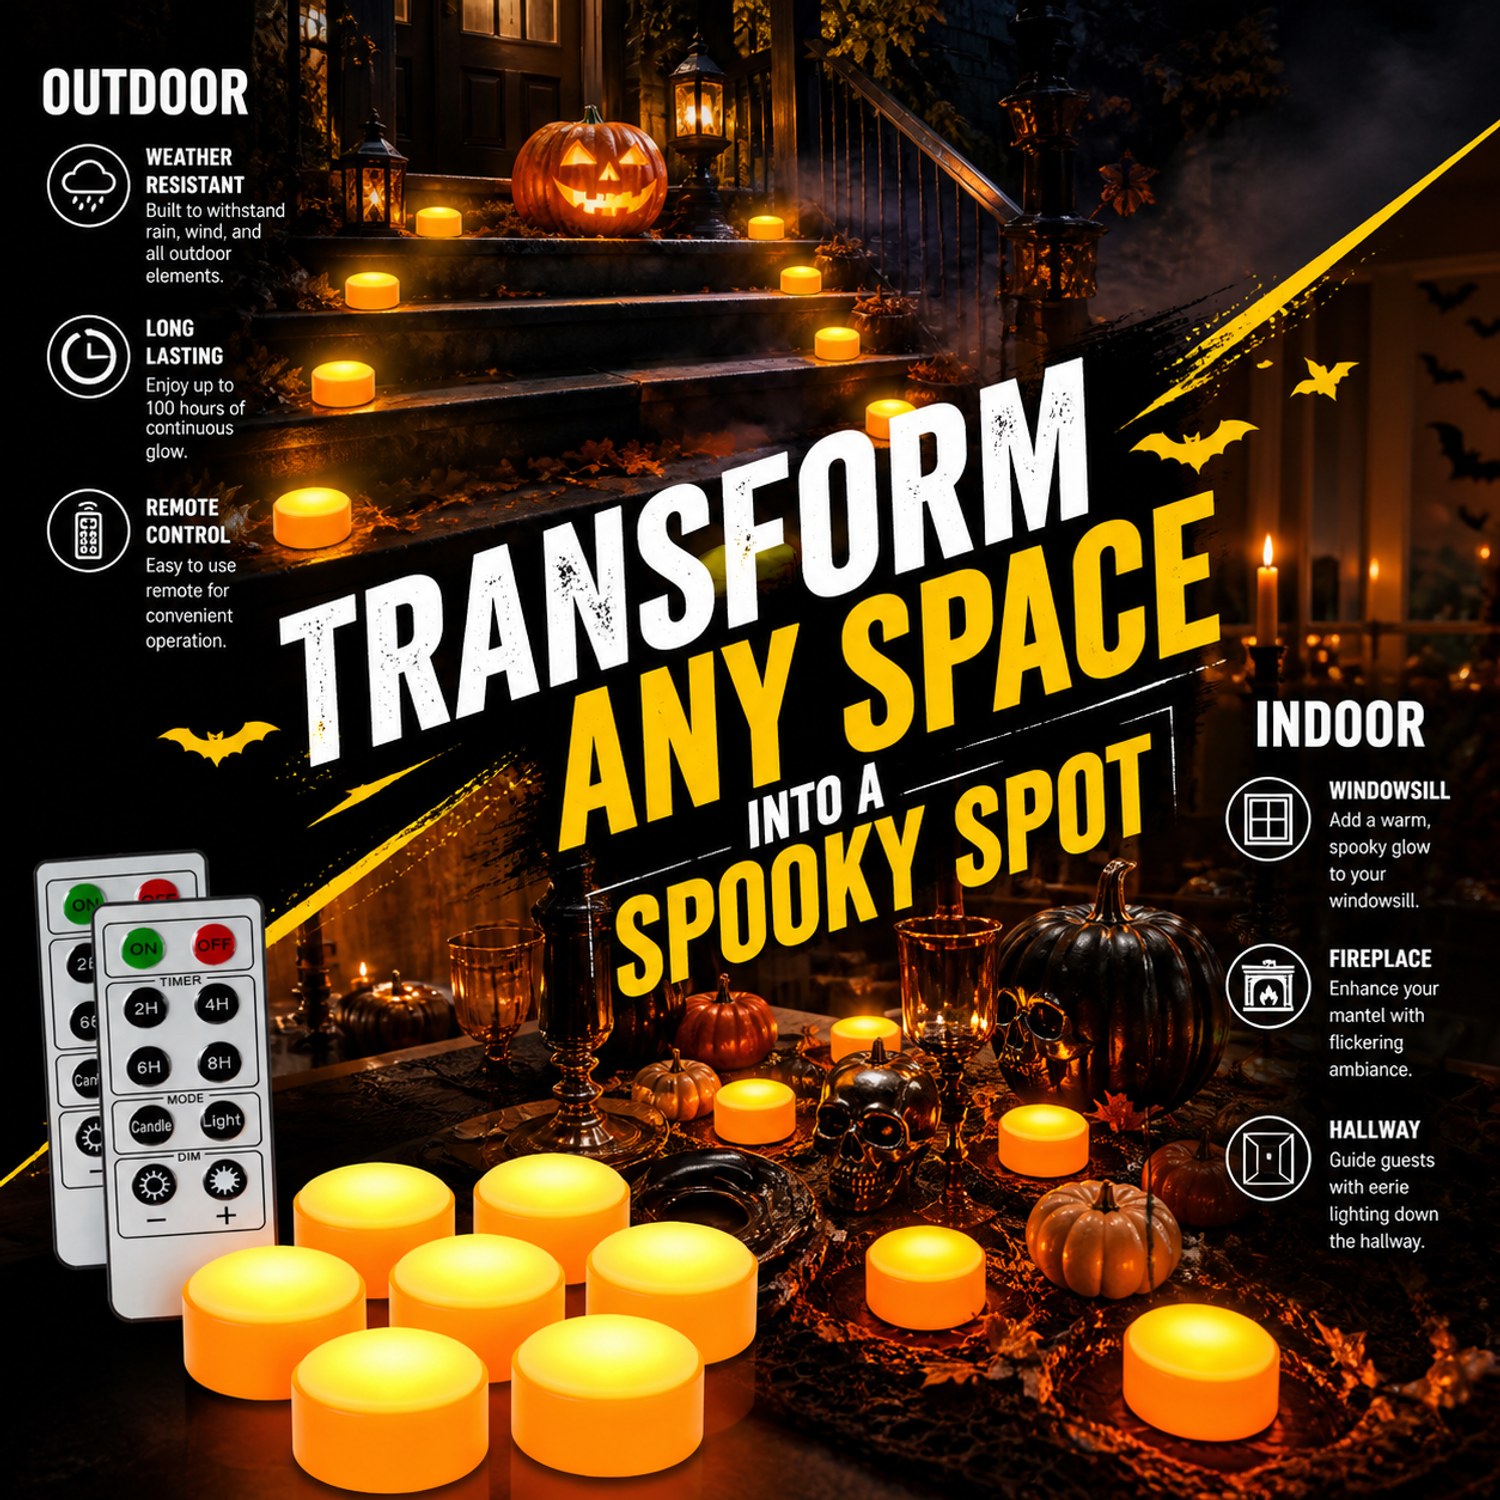 OUTDOOR
WEATHER
RESISTANT
Built to withstand
rain, wind, and
all outdoor
elements.
LONG
LASTING
Enjoy up to
100 hours of
continuous
glow.
REMOTE
CONTROL
Easy to use
remote for
convenient
operation.
TRANSFORM
ANY SPACE
INTO A
SPOOKY SPOT
INDOOR
WINDOWSILL
Add a warm,
spooky glow
to your
windowsill.
FIREPLACE
Enhance your
mantel with
flickering
ambiance.
HALLWAY
Guide guests
with eerie
lighting down
the hallway.
ON
ON OFF
TIMER
2H 4H
6H 8H
MODE
Candle Light
DIM
− +